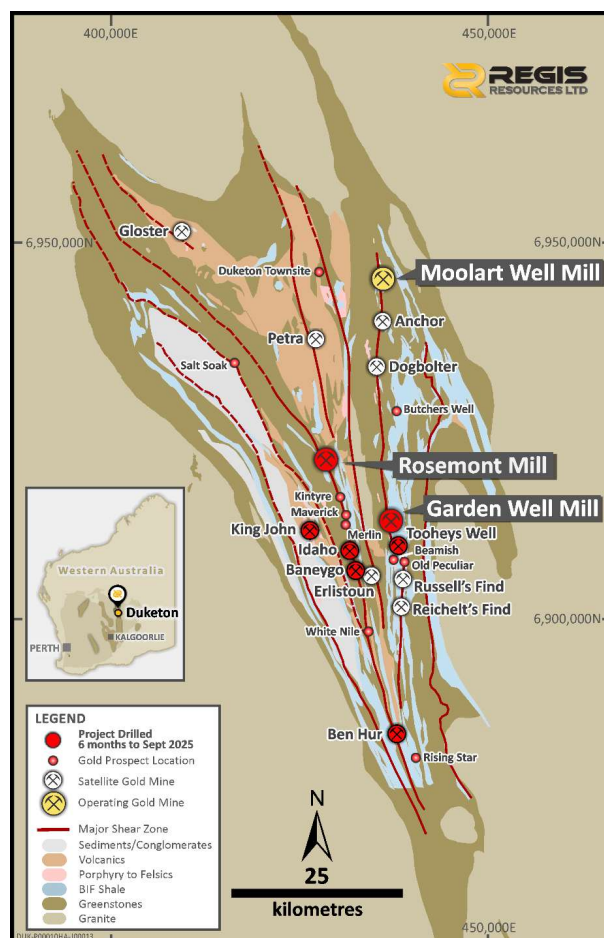 400,000E
450,000E
REGIS
RESOURCES LTD
Gloster
6,950,000N
6,950,000N
Duketon Townsite
Moolart Well Mill
Anchor
Petra
Salt Soak
Dogbolter
Butchers Well
Rosemont Mill
Kintyre
Maverick
Garden Well Mill
King John
Merlin
Tooheys Well
Idaho
Beamish
Baneygo
Old Peculiar
Erlistoun
Russell's Find
Reichelt's Find
White Nile
6,900,000N
Western Australia
Duketon
PERTH
KALGOORLIE
Ben Hur
Rising Star
LEGEND
Project Drilled
6 months to Sept 2025
Gold Prospect Location
Satellite Gold Mine
Operating Gold Mine
Major Shear Zone
Sediments/Conglomerates
Volcanics
Porphyry to Felsics
BIF Shale
Greenstones
Granite
N
25
kilometres
450,000E